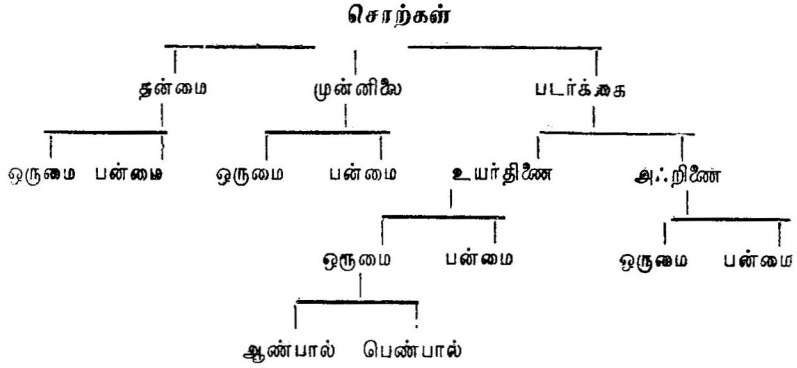 சொற்கள்
தன்மை முன்னிலை படர்க்கை
ஒருமை பன்மை ஒருமை பன்மை உயர்திணை அஃறிணை
ஒருமை பன்மை ஒருமை பன்மை
ஆண்பால் பெண்பால்